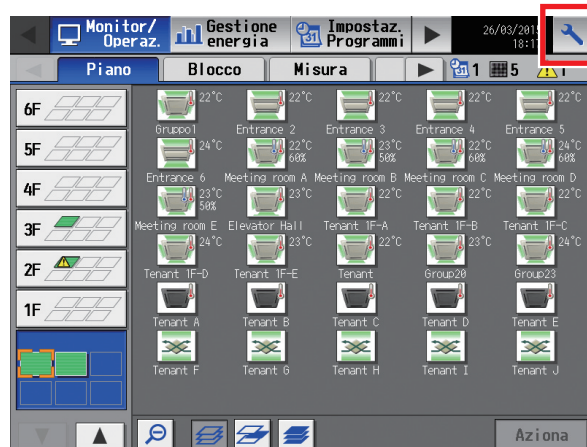 Monitor/ Operaz.
Gestione energia
Impostaz. Programmi
26/03/201
18:17
Piano Blocco Misura 31 1 5 1
6F
5F
4F
3F
2F
1F
22°C 22°C 22°C 22°C 22°C
Gruppo1 Entrance 2 Entrance 3 Entrance 4 Entrance 5
24°C 22°C 60% 23°C 50% 22°C 60% 24°C 60%
Entrance 6 Meeting room A Meeting room B Meeting room C Meeting room D
23°C 50% 23°C 22°C 22°C 22°C
Meeting room E Elevator Hall Tenant 1F-A Tenant 1F-B Tenant 1F-C
24°C 23°C 22°C 23°C 24°C
Tenant 1F-D Tenant 1F-E Tenant Group20 Group23
Tenant A Tenant B Tenant C Tenant D Tenant E
Tenant F Tenant G Tenant H Tenant I Tenant J
Aziona